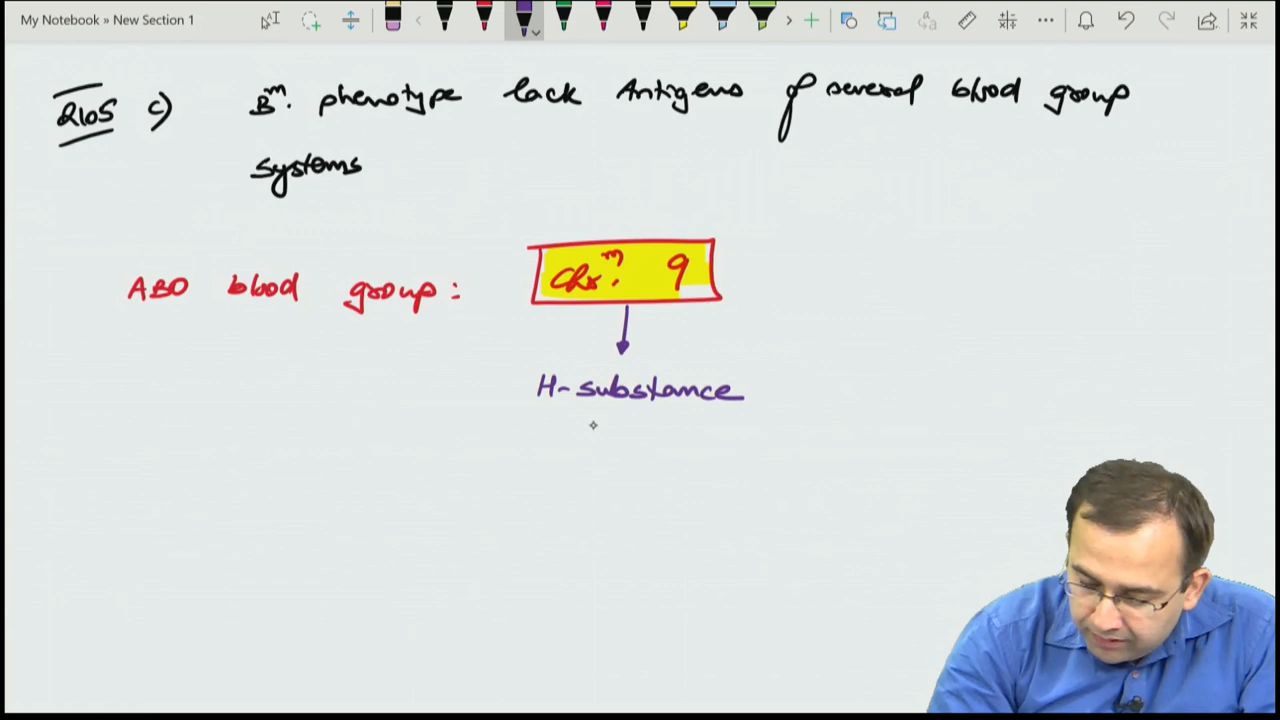 My Notebook » New Section 1
Q105 c) Bᵐ. phenotype lack Antigens of several blood group
systems
ABO blood group : Chrᵐ. 9
H-substance